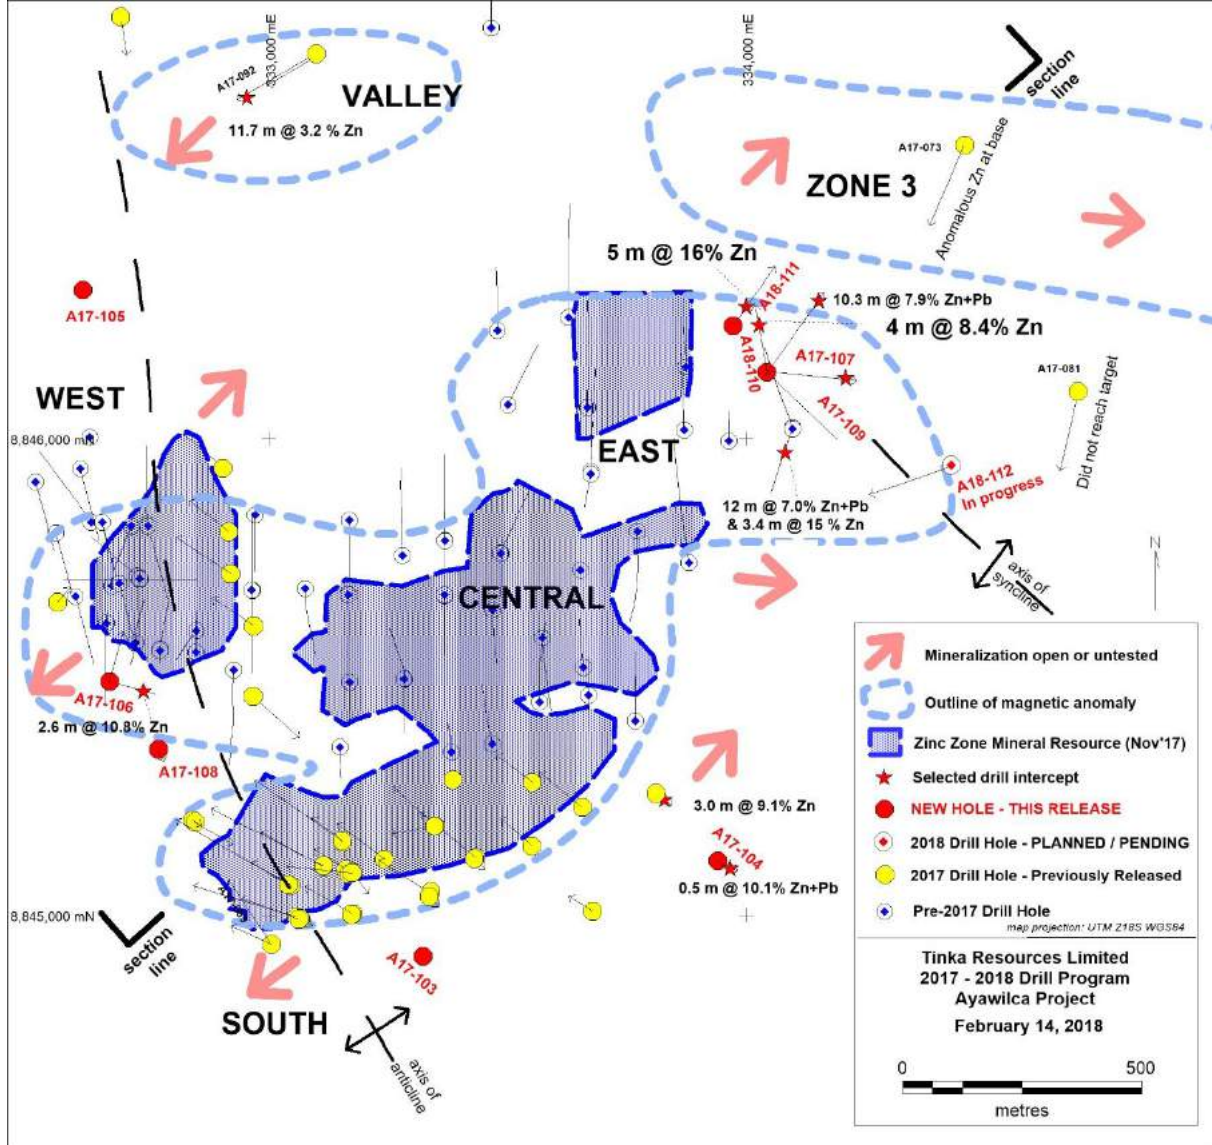 333,000 mE
334,000 mE
section
line
A17-092
VALLEY
11.7 m @ 3.2 % Zn
A17-073
Anomalous Zn at base
ZONE 3
5 m @ 16% Zn
A18-111
10.3 m @ 7.9% Zn+Pb
4 m @ 8.4% Zn
A17-105
A18-110
A17-107
A17-081
WEST
A17-109
Did not reach target
8,846,000 mN
EAST
A18-112
In progress
12 m @ 7.0% Zn+Pb
& 3.4 m @ 15 % Zn
N
axis of
syncline
CENTRAL
A17-106
2.6 m @ 10.8% Zn
A17-108
3.0 m @ 9.1% Zn
A17-104
0.5 m @ 10.1% Zn+Pb
8,845,000 mN
section
line
A17-103
SOUTH
axis of
anticline
Mineralization open or untested
Outline of magnetic anomaly
Zinc Zone Mineral Resource (Nov'17)
Selected drill intercept
NEW HOLE - THIS RELEASE
2018 Drill Hole - PLANNED / PENDING
2017 Drill Hole - Previously Released
Pre-2017 Drill Hole
map projection: UTM Z18S WGS84
Tinka Resources Limited
2017 - 2018 Drill Program
Ayawilca Project
February 14, 2018
0 500
metres